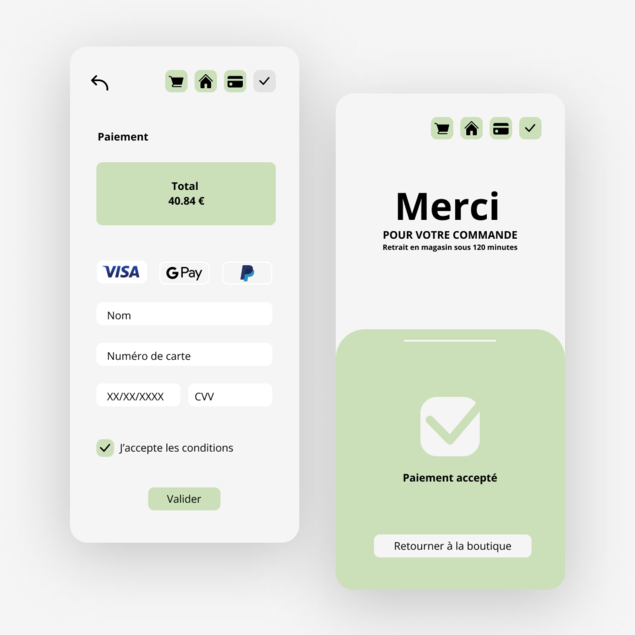 Paiement
Total
40.84 €
VISA
G Pay
Nom
Numéro de carte
XX/XX/XXXX
CVV
J'accepte les conditions
Valider
Merci
POUR VOTRE COMMANDE
Retrait en magasin sous 120 minutes
Paiement accepté
Retourner à la boutique